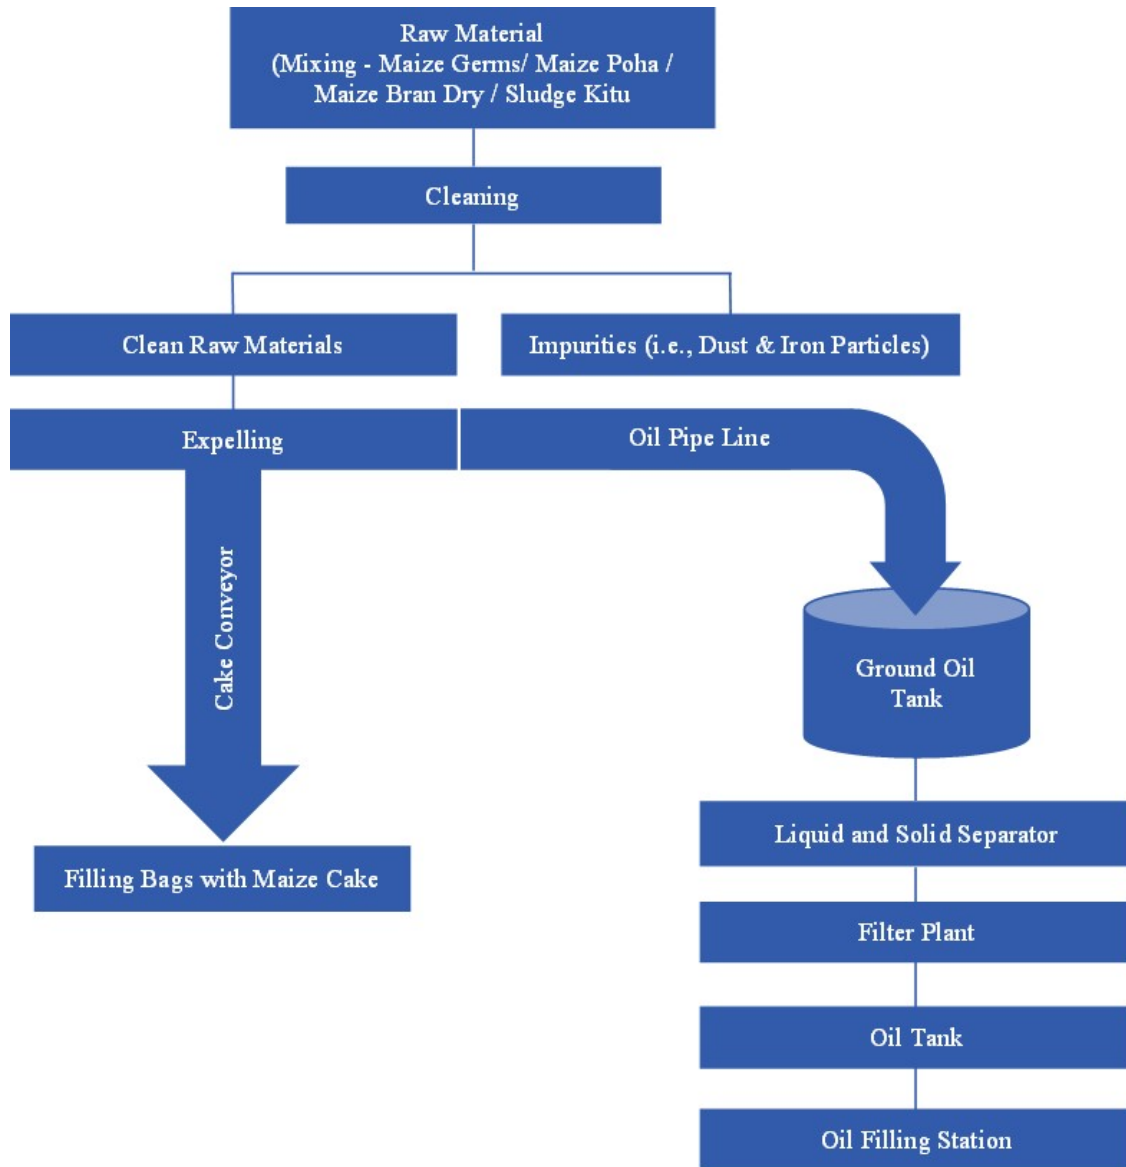 Raw Material
(Mixing - Maize Germs/ Maize Poha /
Maize Bran Dry / Sludge Kitu
Cleaning
Clean Raw Materials
Impurities (i.e., Dust & Iron Particles)
Expelling
Oil Pipe Line
Cake Conveyor
Ground Oil
Tank
Liquid and Solid Separator
Filling Bags with Maize Cake
Filter Plant
Oil Tank
Oil Filling Station